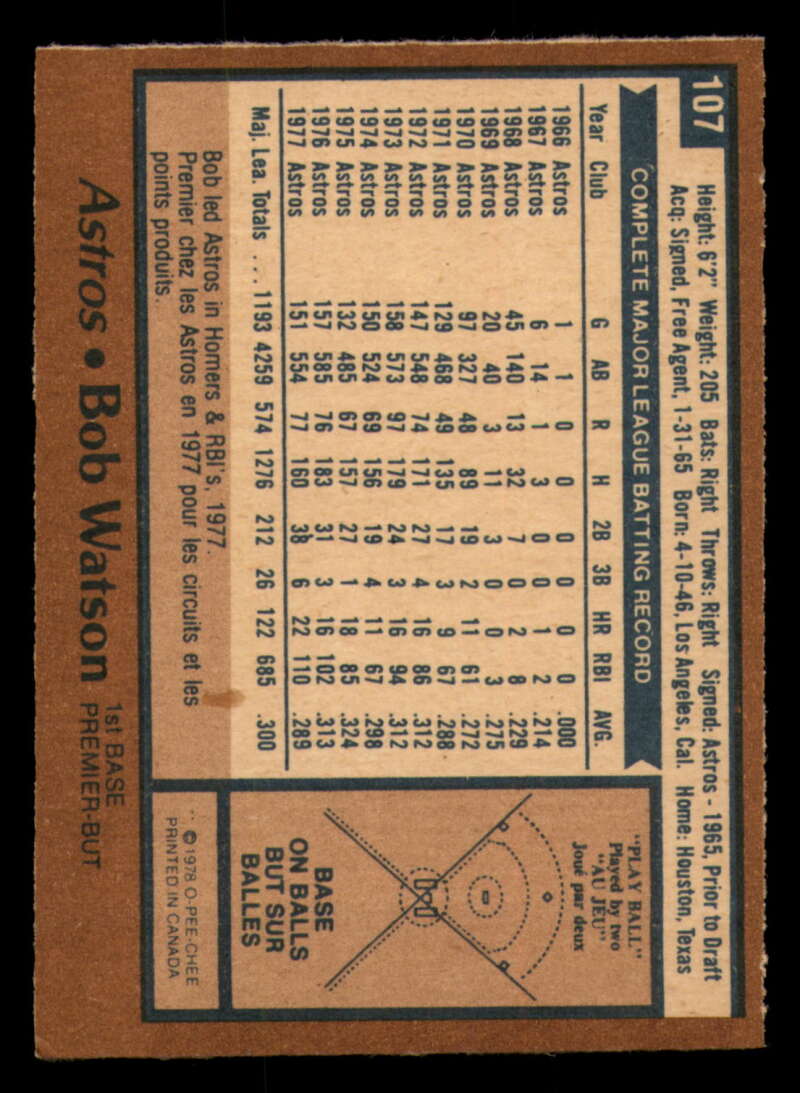 107
Height: 6'2" Weight: 205 Bats: Right Throws: Right Signed: Astros - 1965, Prior to Draft
Acq: Signed, Free Agent, 1-31-65 Born: 4-10-46, Los Angeles, Cal. Home: Houston, Texas
COMPLETE MAJOR LEAGUE BATTING RECORD
Year Club G AB R H 2B 3B HR RBI AVG.
1966 Astros 1 1 0 0 0 0 0 0 .000
1967 Astros 6 14 1 3 0 0 1 2 .214
1968 Astros 45 140 13 32 7 0 2 8 .229
1969 Astros 20 40 3 11 3 0 0 3 .275
1970 Astros 97 327 48 89 19 2 11 61 .272
1971 Astros 129 468 49 135 17 3 9 67 .288
1972 Astros 147 548 74 171 27 4 16 86 .312
1973 Astros 158 573 97 179 24 3 16 94 .312
1974 Astros 150 524 69 156 19 4 11 67 .298
1975 Astros 132 485 67 157 27 1 18 85 .324
1976 Astros 157 585 76 183 31 3 16 102 .313
1977 Astros 151 554 77 160 38 6 22 110 .289
Maj. Lea. Totals ... 1193 4259 574 1276 212 26 122 685 .300
Bob led Astros in Homers & RBI's, 1977.
Premier chez les Astros en 1977 pour les circuits et les
points produits.
"PLAY BALL"
Played by two
"AU JEU"
Joué par deux
BASE
ON BALLS
BUT SUR
BALLES
© 1978 O-PEE-CHEE
PRINTED IN CANADA
Astros • Bob Watson
1st BASE
PREMIER-BUT